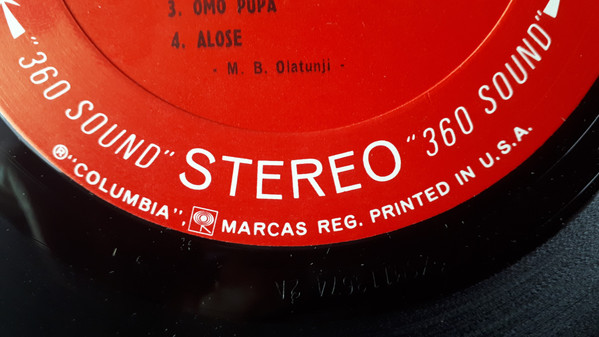 3. OMO PUPA
4. ALOSE
- M. B. Olatunji -
"360 SOUND" STEREO "360 SOUND"
® "COLUMBIA", MARCAS REG. PRINTED IN U.S.A.